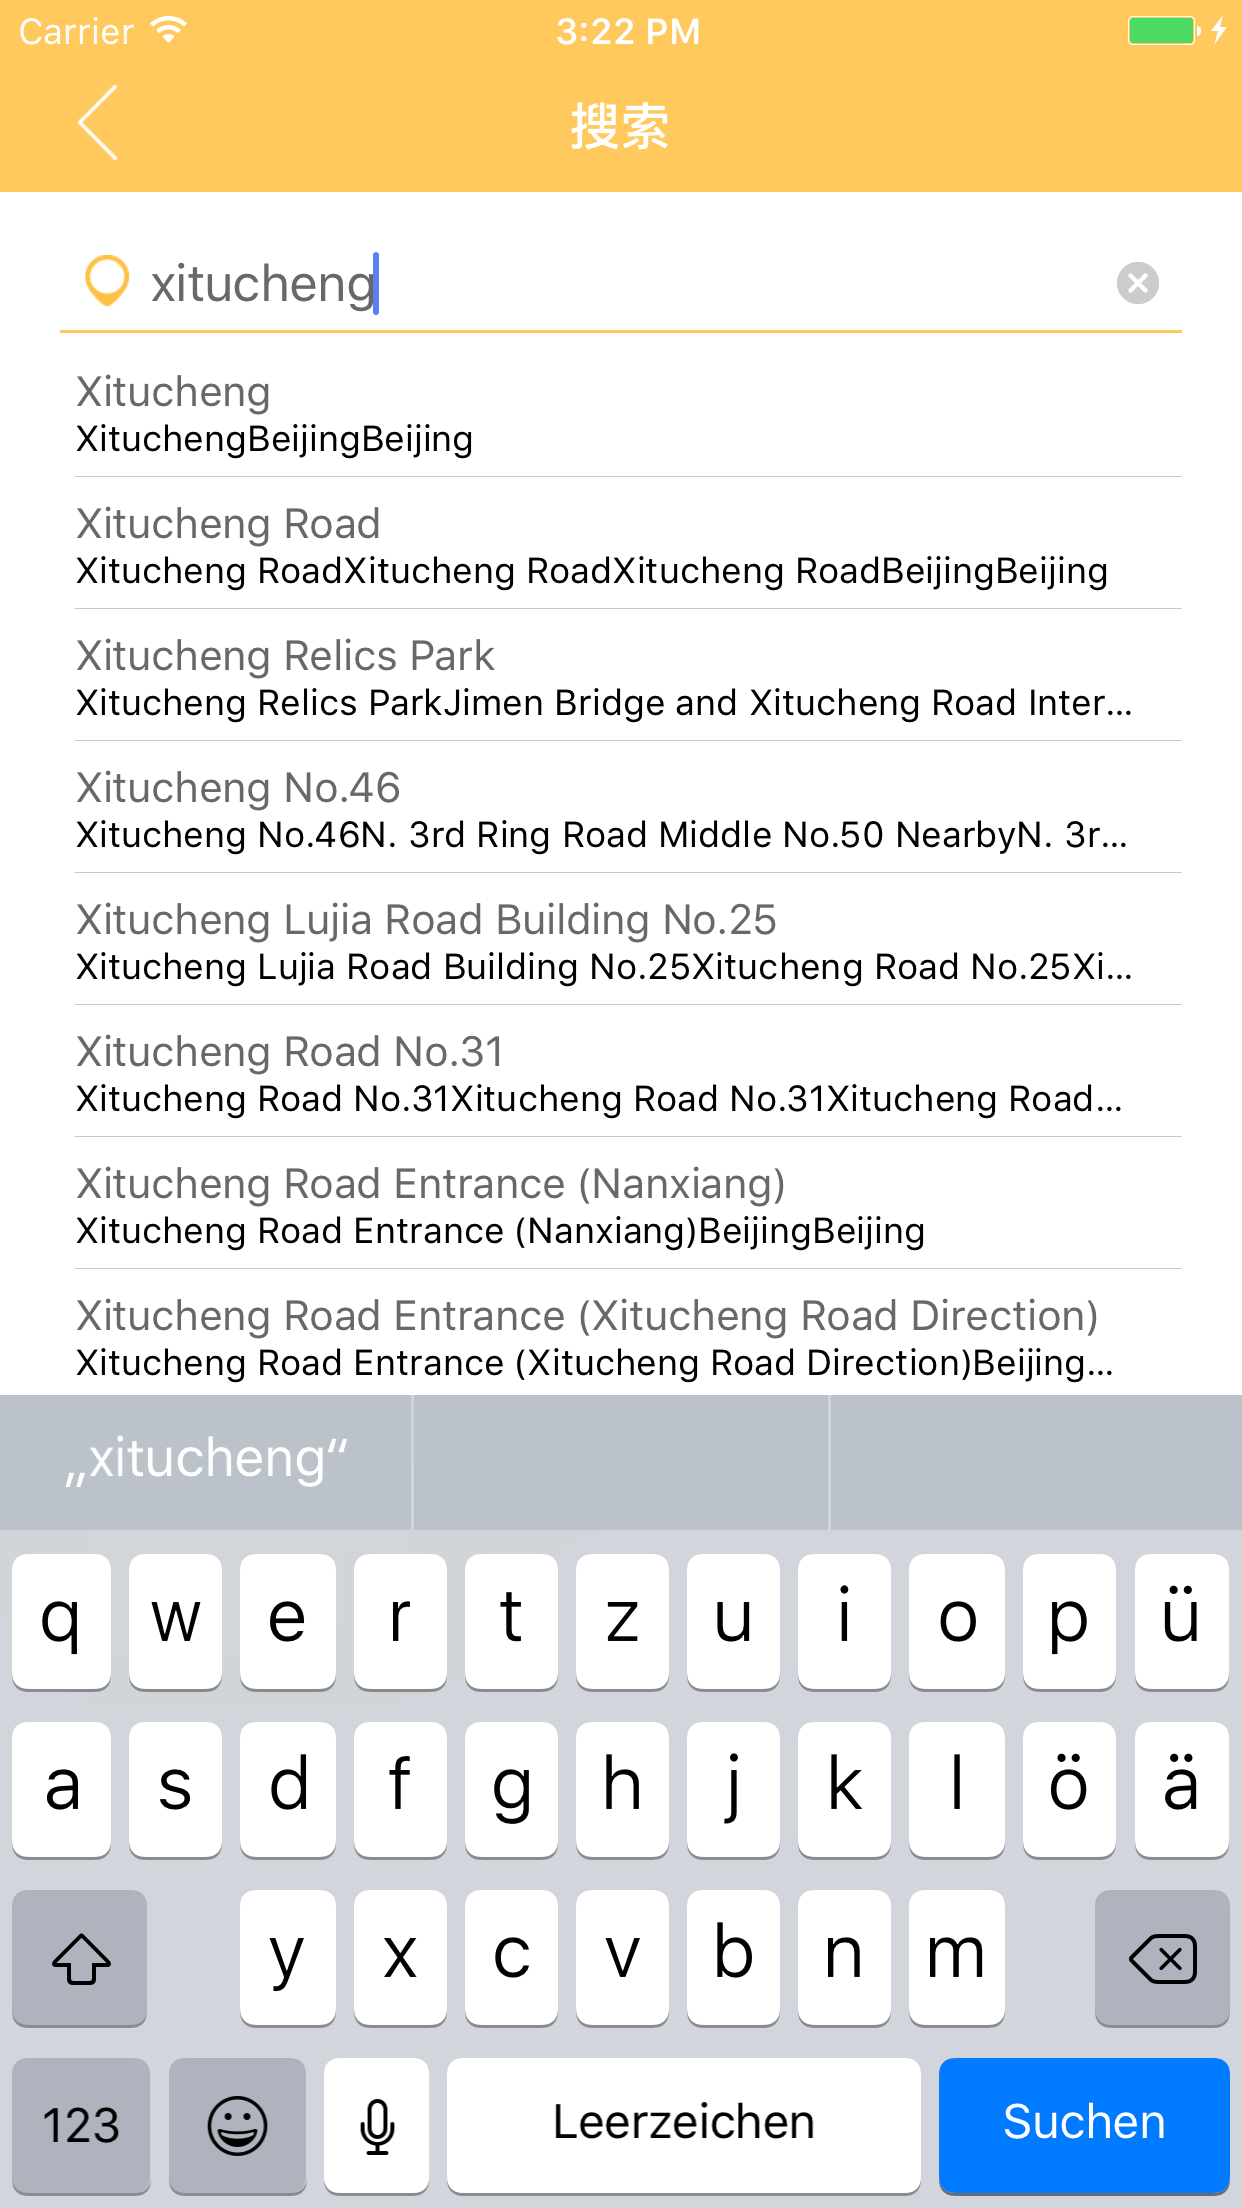 Carrier 3:22 PM
搜索
xitucheng
Xitucheng
XituchengBeijingBeijing
Xitucheng Road
Xitucheng RoadXitucheng RoadXitucheng RoadBeijingBeijing
Xitucheng Relics Park
Xitucheng Relics ParkJimen Bridge and Xitucheng Road Inter...
Xitucheng No.46
Xitucheng No.46N. 3rd Ring Road Middle No.50 NearbyN. 3r...
Xitucheng Lujia Road Building No.25
Xitucheng Lujia Road Building No.25Xitucheng Road No.25Xi...
Xitucheng Road No.31
Xitucheng Road No.31Xitucheng Road No.31Xitucheng Road...
Xitucheng Road Entrance (Nanxiang)
Xitucheng Road Entrance (Nanxiang)BeijingBeijing
Xitucheng Road Entrance (Xitucheng Road Direction)
Xitucheng Road Entrance (Xitucheng Road Direction)Beijing...
„xitucheng“
q w e r t z u i o p ü
a s d f g h j k l ö ä
y x c v b n m
123 Leerzeichen Suchen